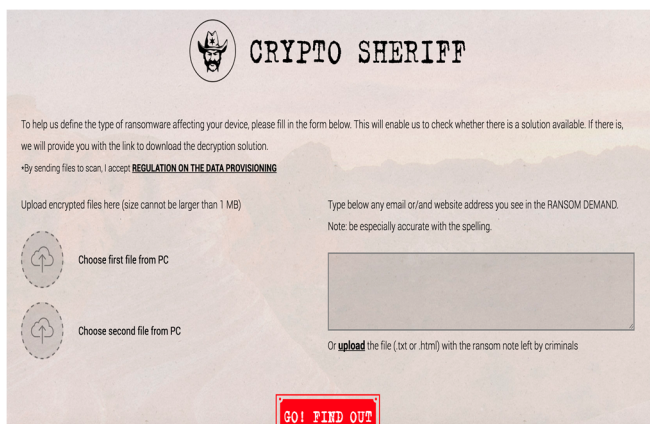 CRYPTO SHERIFF
To help us define the type of ransomware affecting your device, please fill in the form below. This will enable us to check whether there is a solution available. If there is,
we will provide you with the link to download the decryption solution.
*By sending files to scan, I accept REGULATION ON THE DATA PROVISIONING
Upload encrypted files here (size cannot be larger than 1 MB)
Choose first file from PC
Choose second file from PC
Type below any email or/and website address you see in the RANSOM DEMAND.
Note: be especially accurate with the spelling.
Or upload the file (.txt or .html) with the ransom note left by criminals
GO! FIND OUT